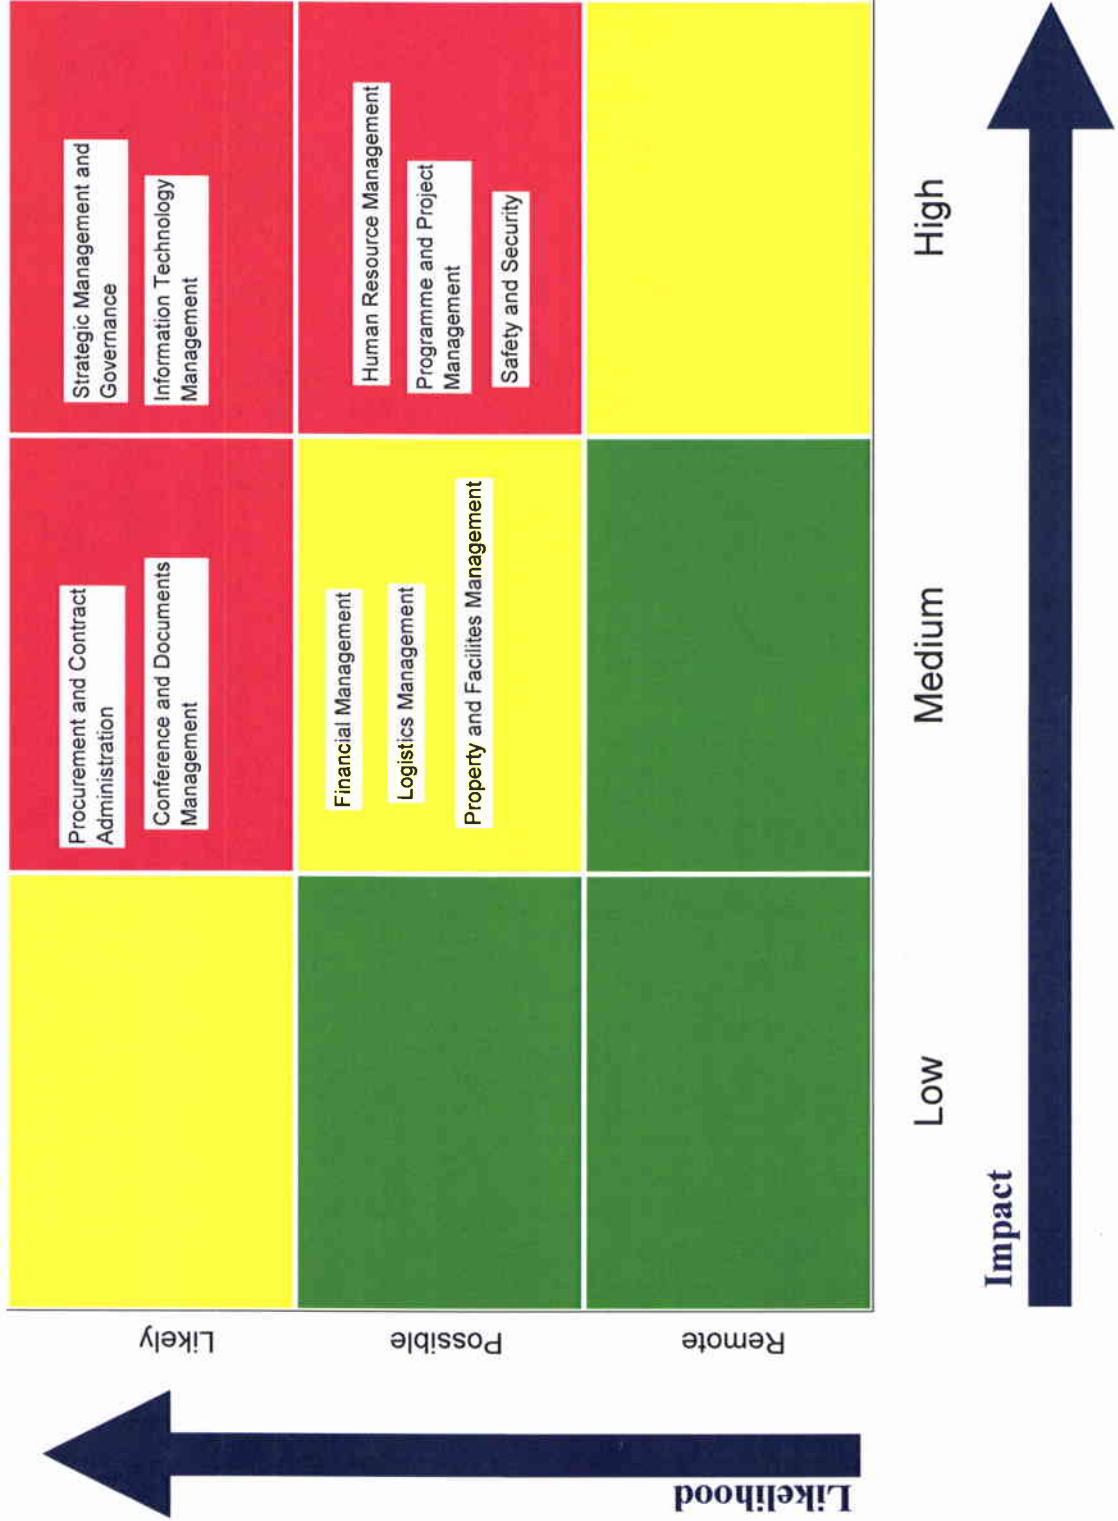 Likelihood
Likely
Possible
Remote
Procurement and Contract
Administration
Conference and Documents
Management
Strategic Management and
Governance
Information Technology
Management
Financial Management
Logistics Management
Property and Facilites Management
Human Resource Management
Programme and Project
Management
Safety and Security
Low
Medium
High
Impact